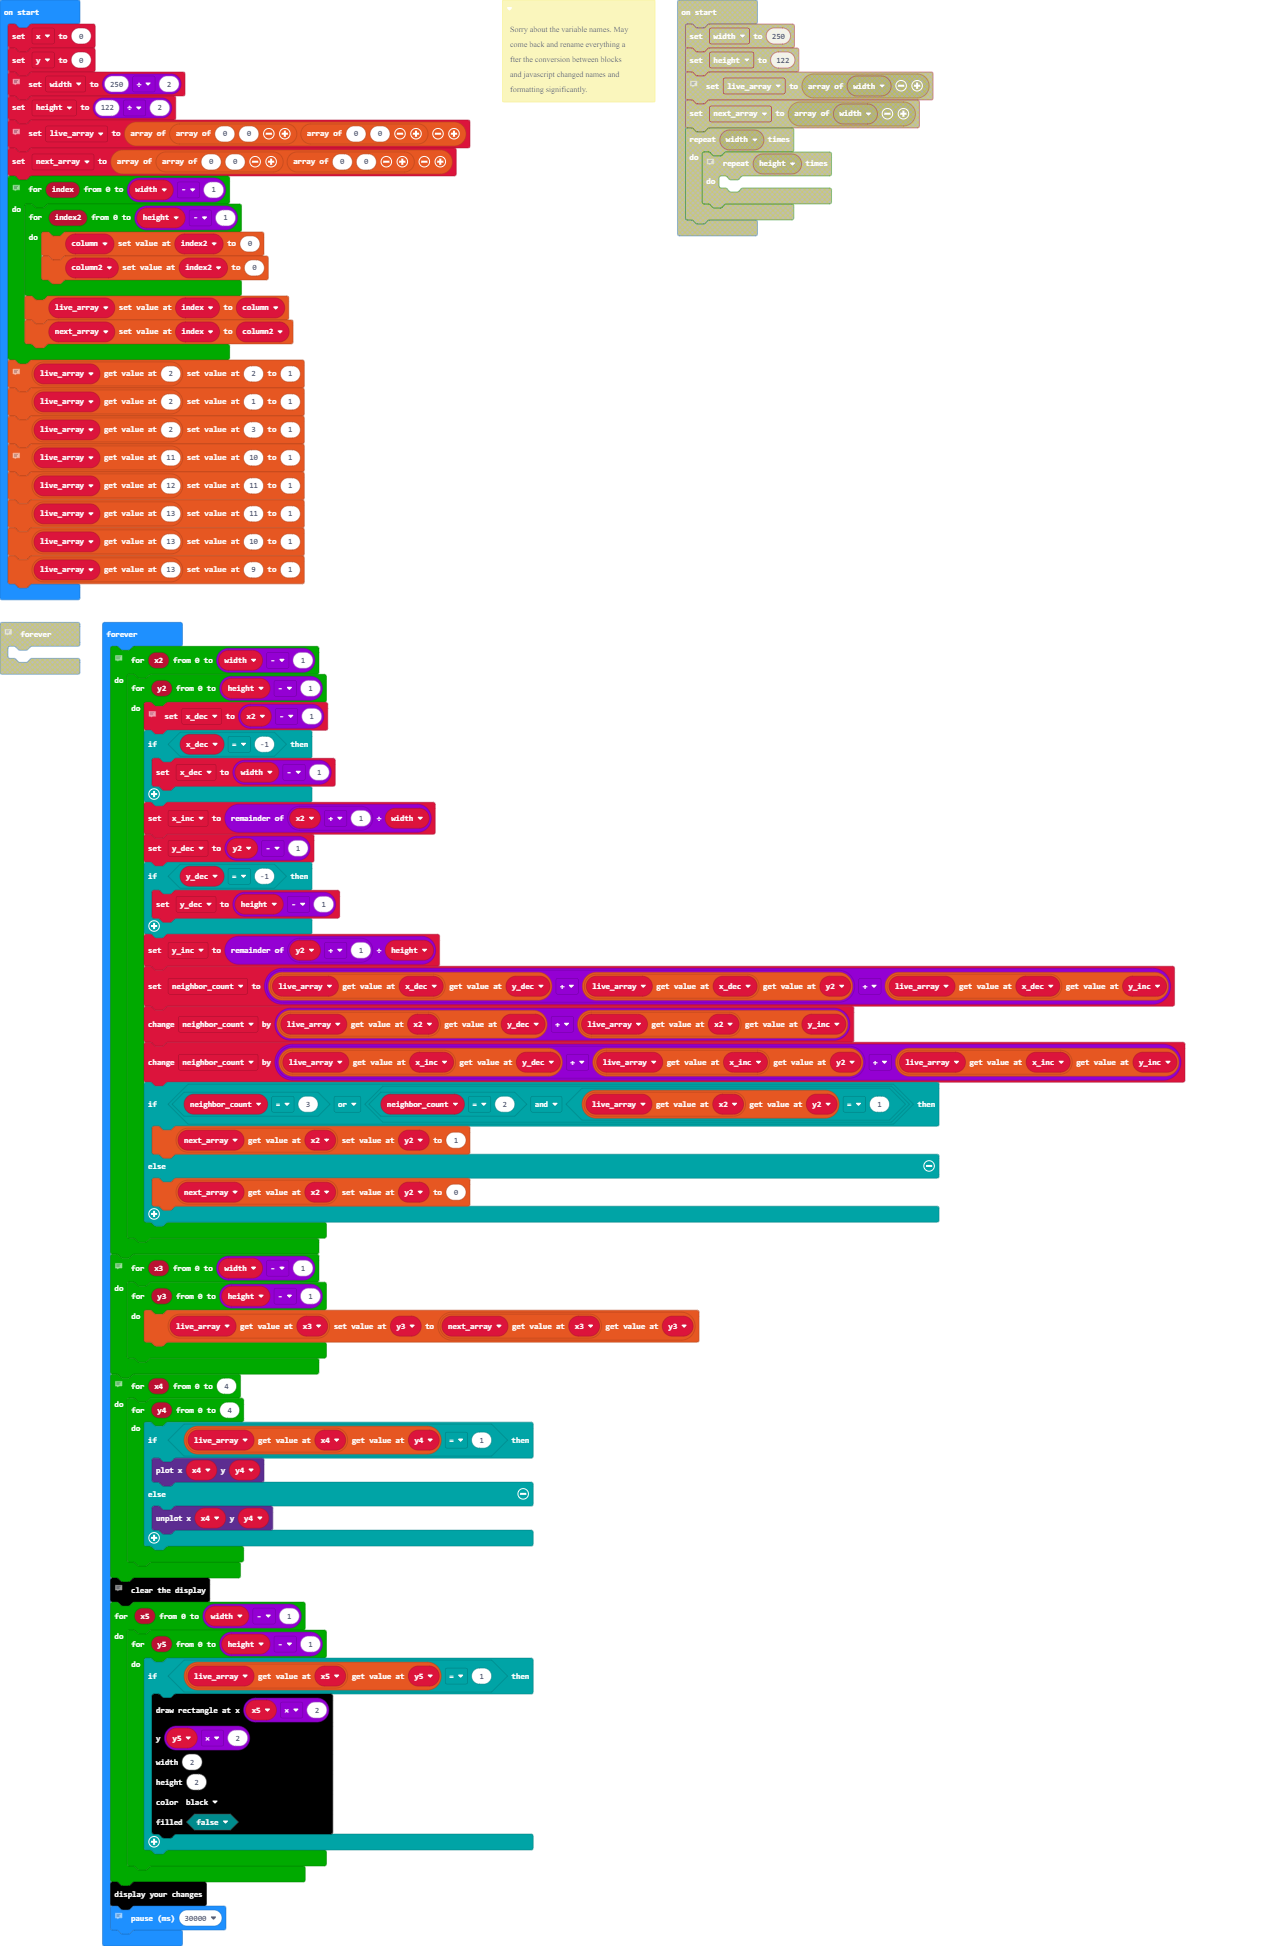 on start
set x to 0
set y to 0
set width to 250 ÷ 2
set height to 122 ÷ 2
set live_array to array of array of 0 0 array of 0 0
set next_array to array of array of 0 0 array of 0 0
for index from 0 to width - 1
do
for index2 from 0 to height - 1
do
column set value at index2 to 0
column2 set value at index2 to 0
live_array set value at index to column
next_array set value at index to column2
live_array get value at 2 set value at 2 to 1
live_array get value at 2 set value at 1 to 1
live_array get value at 2 set value at 3 to 1
live_array get value at 11 set value at 10 to 1
live_array get value at 12 set value at 11 to 1
live_array get value at 13 set value at 11 to 1
live_array get value at 13 set value at 10 to 1
live_array get value at 13 set value at 9 to 1
Sorry about the variable names. May
come back and rename everything a
fter the conversion between blocks
and javascript changed names and
formatting significantly.
on start
set width to 250
set height to 122
set live_array to array of width
set next_array to array of width
repeat width times
do
repeat height times
do
forever
forever
for x2 from 0 to width - 1
do
for y2 from 0 to height - 1
do
set x_dec to x2 - 1
if x_dec = -1 then
set x_dec to width - 1
set x_inc to remainder of x2 + 1 ÷ width
set y_dec to y2 - 1
if y_dec = -1 then
set y_dec to height - 1
set y_inc to remainder of y2 + 1 ÷ height
set neighbor_count to live_array get value at x_dec get value at y_dec + live_array get value at x_dec get value at y2 + live_array get value at x_dec get value at y_inc
change neighbor_count by live_array get value at x2 get value at y_dec + live_array get value at x2 get value at y_inc
change neighbor_count by live_array get value at x_inc get value at y_dec + live_array get value at x_inc get value at y2 + live_array get value at x_inc get value at y_inc
if neighbor_count = 3 or neighbor_count = 2 and live_array get value at x2 get value at y2 = 1 then
next_array get value at x2 set value at y2 to 1
else
next_array get value at x2 set value at y2 to 0
for x3 from 0 to width - 1
do
for y3 from 0 to height - 1
do
live_array get value at x3 set value at y3 to next_array get value at x3 get value at y3
for x4 from 0 to 4
do
for y4 from 0 to 4
do
if live_array get value at x4 get value at y4 = 1 then
plot x x4 y y4
else
unplot x x4 y y4
clear the display
for x5 from 0 to width - 1
do
for y5 from 0 to height - 1
do
if live_array get value at x5 get value at y5 = 1 then
draw rectangle at x x5 × 2
y y5 × 2
width 2
height 2
color black
filled false
display your changes
pause (ms) 30000